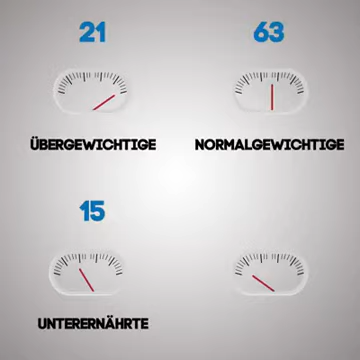 21
63
ÜBERGEWICHTIGE
NORMALGEWICHTIGE
15
UNTERERNÄHRTE